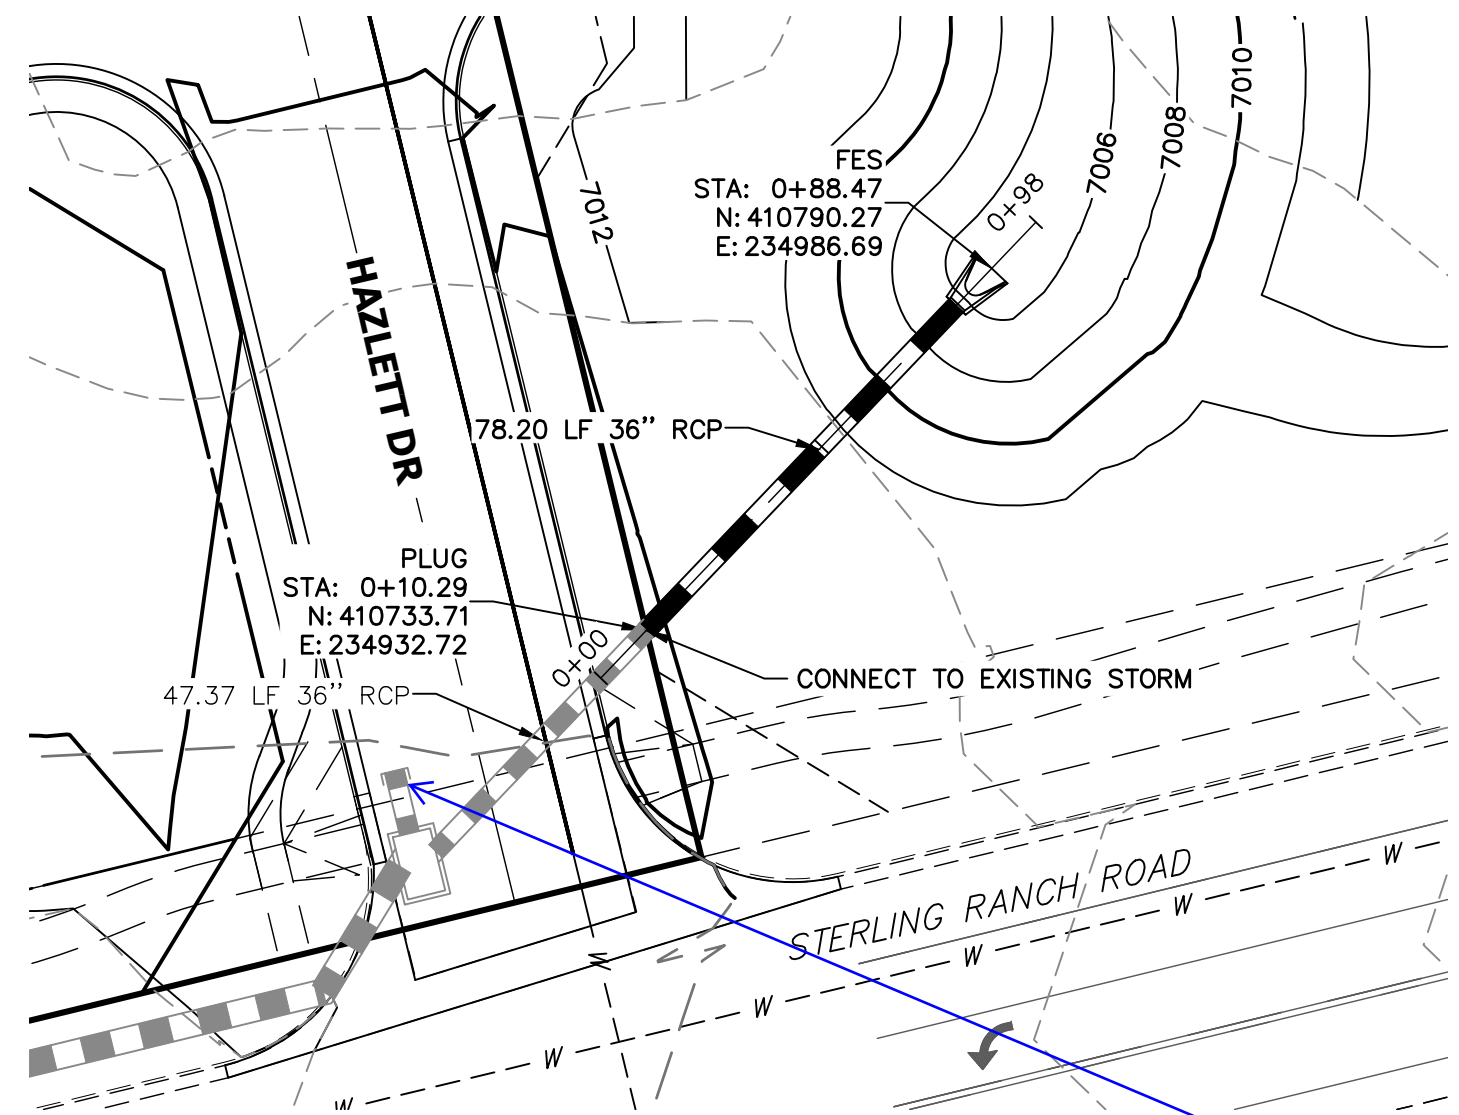 7010
7008
7006
FES
STA: 0+88.47
N: 410790.27
E: 234986.69
0+98
7012
HAZLETT DR
78.20 LF 36” RCP
PLUG
STA: 0+10.29
N: 410733.71
E: 234932.72
0+00
47.37 LF 36” RCP
CONNECT TO EXISTING STORM
STERLING RANCH ROAD
W
W
W
W
W
W
W